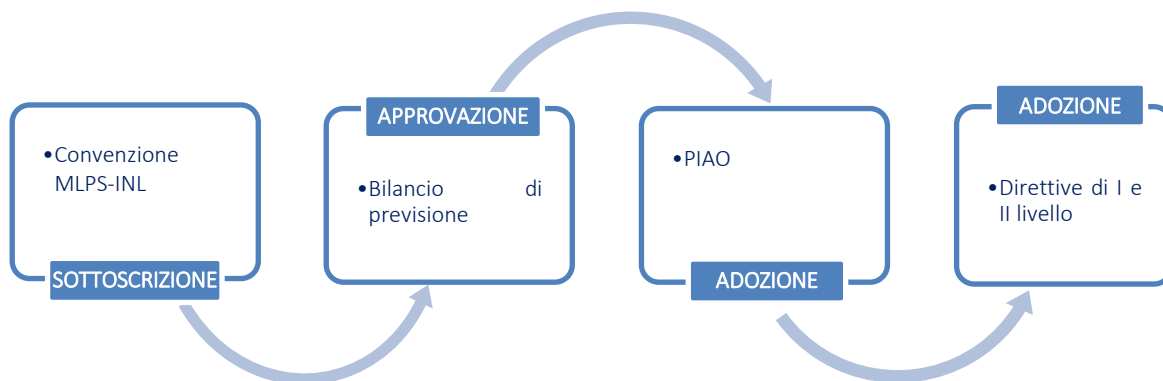 •Convenzione
MLPS-INL
SOTTOSCRIZIONE
APPROVAZIONE
•Bilancio di
previsione
•PIAO
ADOZIONE
ADOZIONE
•Direttive di I e
II livello